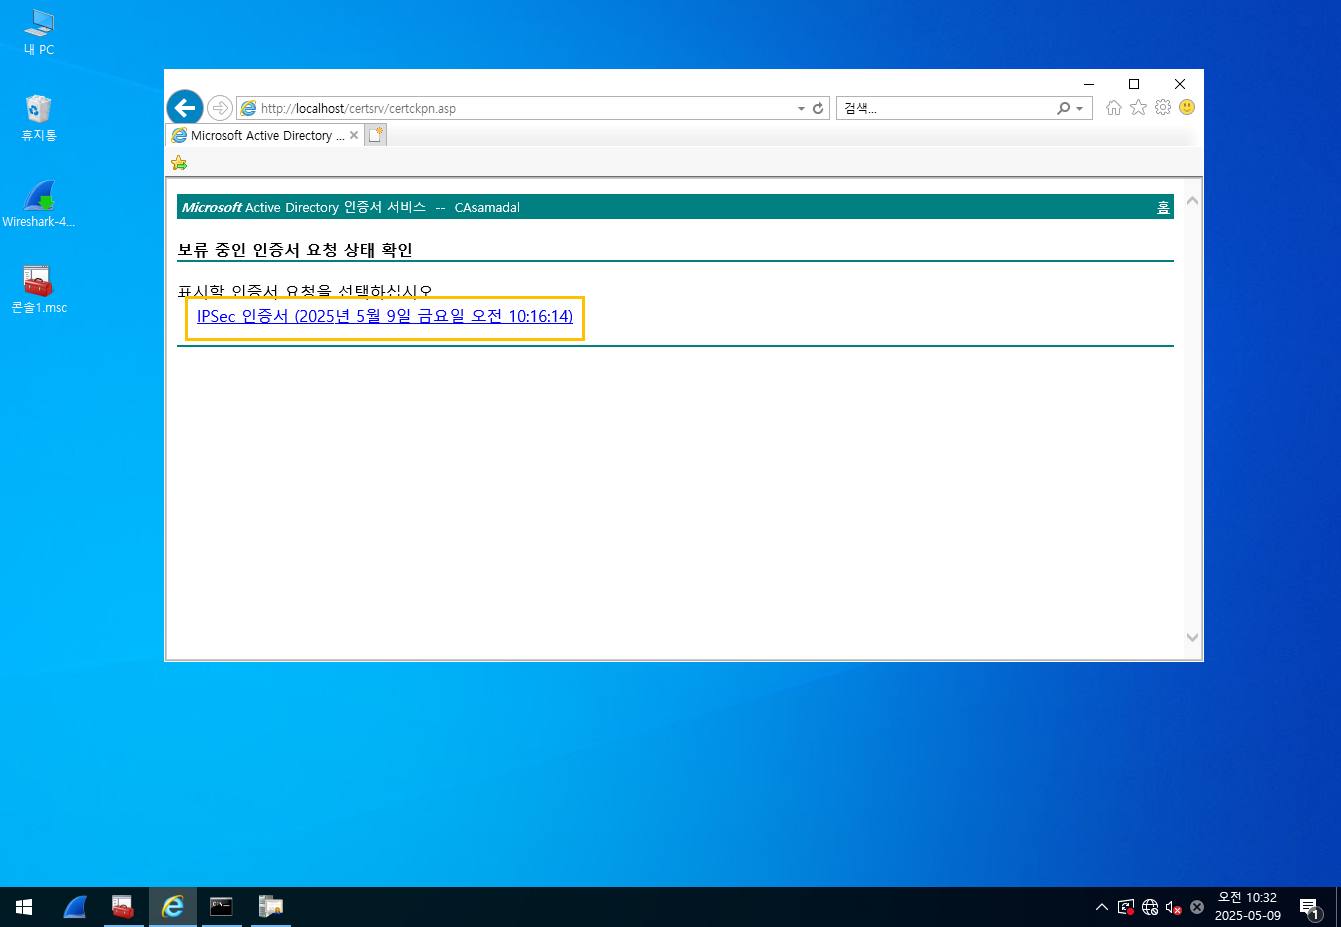 내 PC
휴지통
Wireshark-4...
콘솔1.msc
http://localhost/certsrv/certckpn.asp
검색...
Microsoft Active Directory ...
Microsoft Active Directory 인증서 서비스 -- CAsamadal
홈
보류 중인 인증서 요청 상태 확인
표시할 인증서 요청을 선택하십시오
IPSec 인증서 (2025년 5월 9일 금요일 오전 10:16:14)
오전 10:32
2025-05-09
1